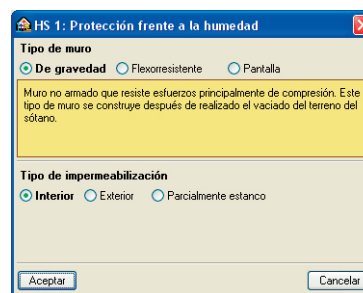 HS 1: Protección frente a la humedad
Tipo de muro
De gravedad Flexorresistente Pantalla
Muro no armado que resiste esfuerzos principalmente de compresión. Este
tipo de muro se construye después de realizado el vaciado del terreno del
sótano.
Tipo de impermeabilización
Interior Exterior Parcialmente estanco
Aceptar Cancelar